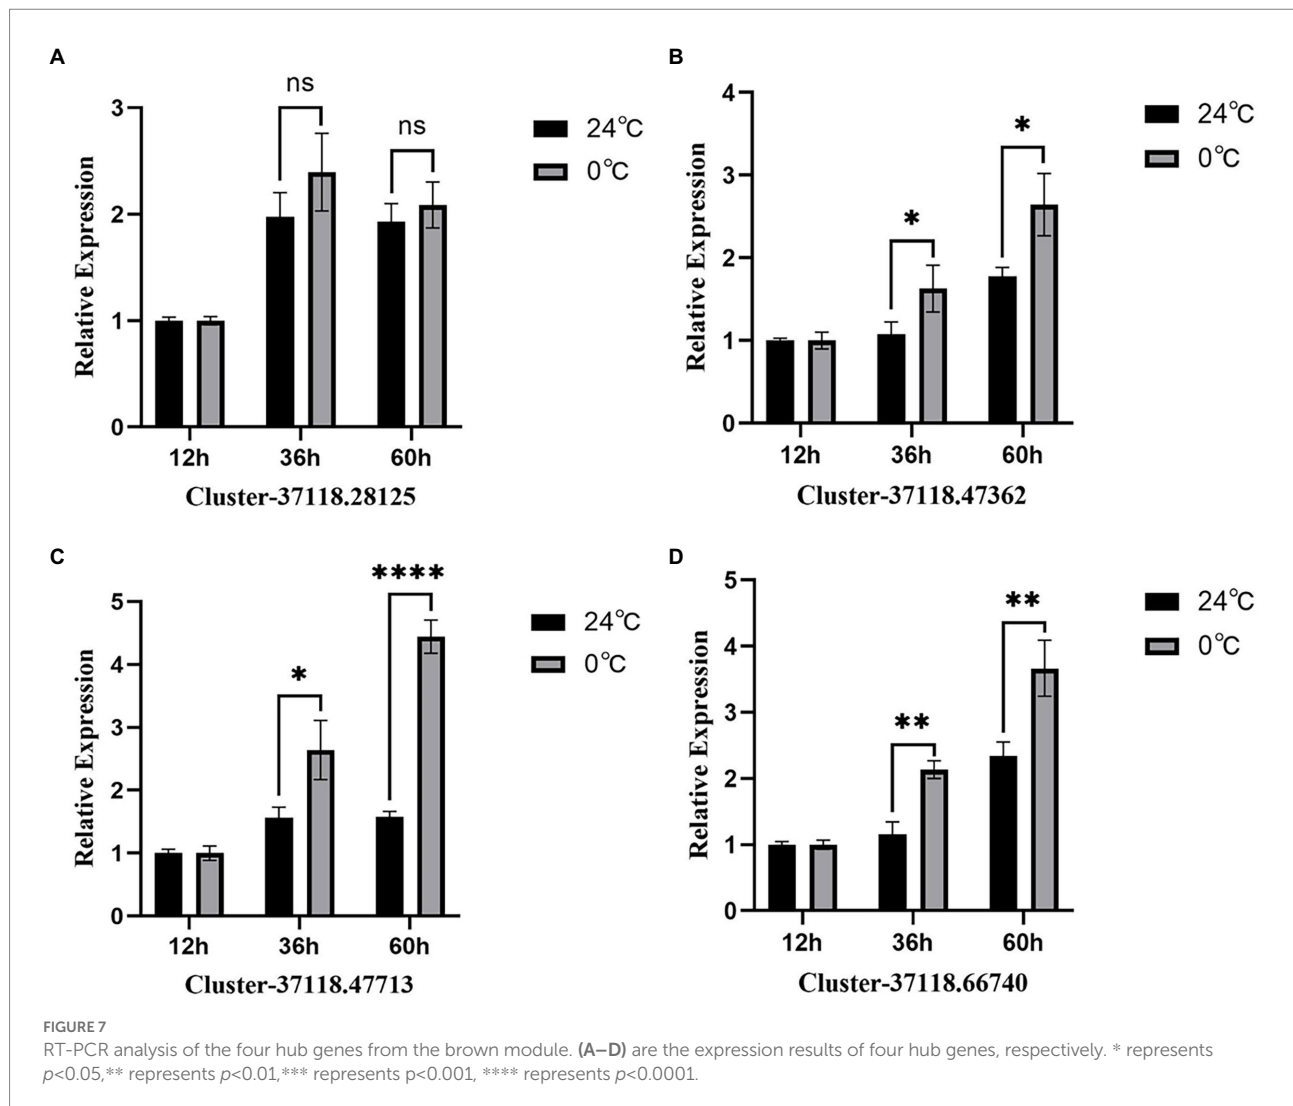 A
ns
ns
3
2
1
0
Relative Expression
24℃
0℃
12h
36h
60h
Cluster-37118.28125
B
*
*
4
3
2
1
0
Relative Expression
24℃
0℃
12h
36h
60h
Cluster-37118.47362
C
****
*
5
4
3
2
1
0
Relative Expression
24℃
0℃
12h
36h
60h
Cluster-37118.47713
D
**
**
5
4
3
2
1
0
Relative Expression
24℃
0℃
12h
36h
60h
Cluster-37118.66740
FIGURE 7
RT-PCR analysis of the four hub genes from the brown module. (A–D) are the expression results of four hub genes, respectively. * represents
p<0.05,** represents p<0.01,*** represents p<0.001, **** represents p<0.0001.